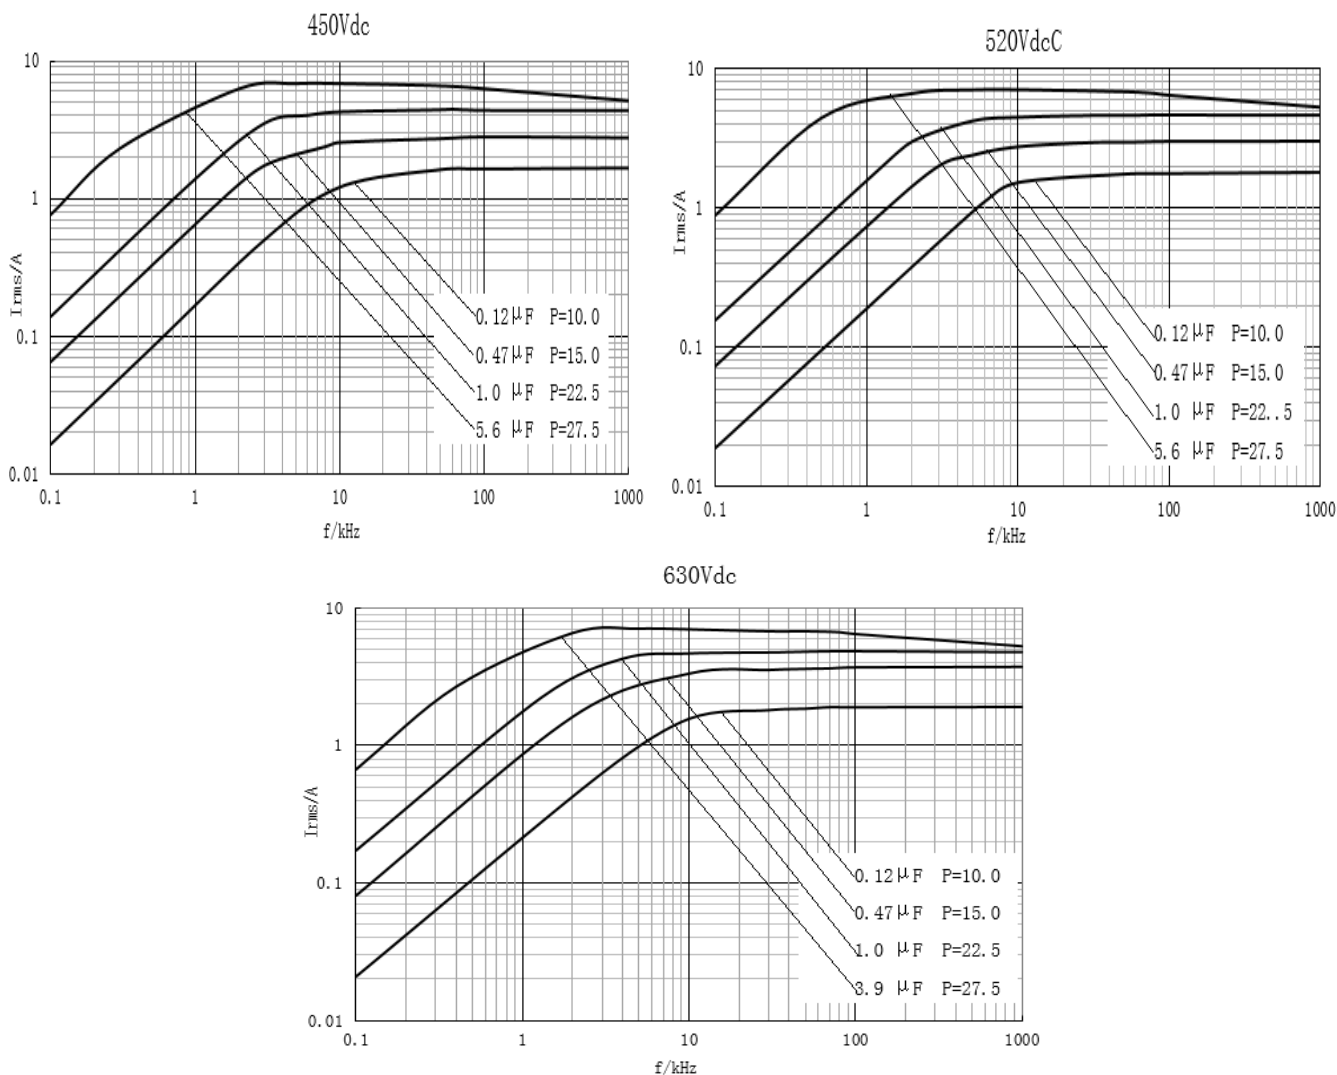 450Vdc
10
1
0.1
0.01
Irms/A
0.12μF P=10.0
0.47μF P=15.0
1.0 μF P=22.5
5.6 μF P=27.5
0.1 1 10 100 1000
f/kHz
520VdcC
10
1
0.1
0.01
Irms/A
0.12μF P=10.0
0.47μF P=15.0
1.0 μF P=22..5
5.6 μF P=27.5
0.1 1 10 100 1000
f/kHz
630Vdc
10
1
0.1
0.01
Irms/A
0.12μF P=10.0
0.47μF P=15.0
1.0 μF P=22.5
3.9 μF P=27.5
0.1 1 10 100 1000
f/kHz